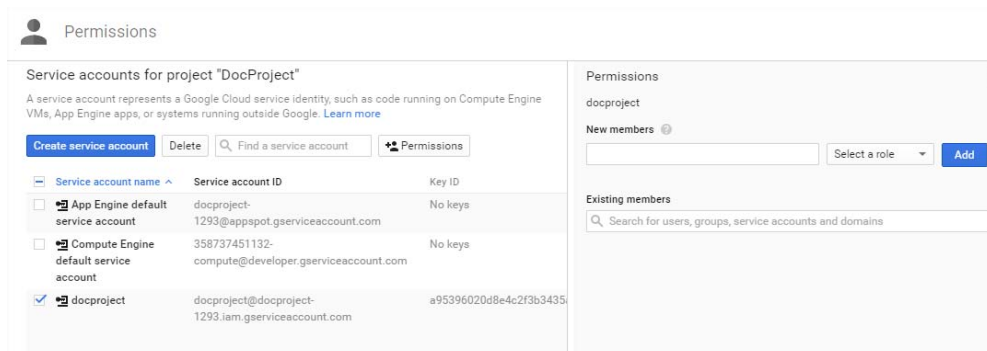 Permissions
Service accounts for project "DocProject"
A service account represents a Google Cloud service identity, such as code running on Compute Engine
VMs, App Engine apps, or systems running outside Google. Learn more
Create service account Delete Find a service account Permissions
Service account name Service account ID Key ID
App Engine default docproject- No keys
service account 1293@appspot.gserviceaccount.com
Compute Engine 358737451132- No keys
default service compute@developer.gserviceaccount.com
account
docproject docproject@docproject- a95396020d8e4c2f3b3435
1293.iam.gserviceaccount.com
Permissions
docproject
New members
Select a role Add
Existing members
Search for users, groups, service accounts and domains